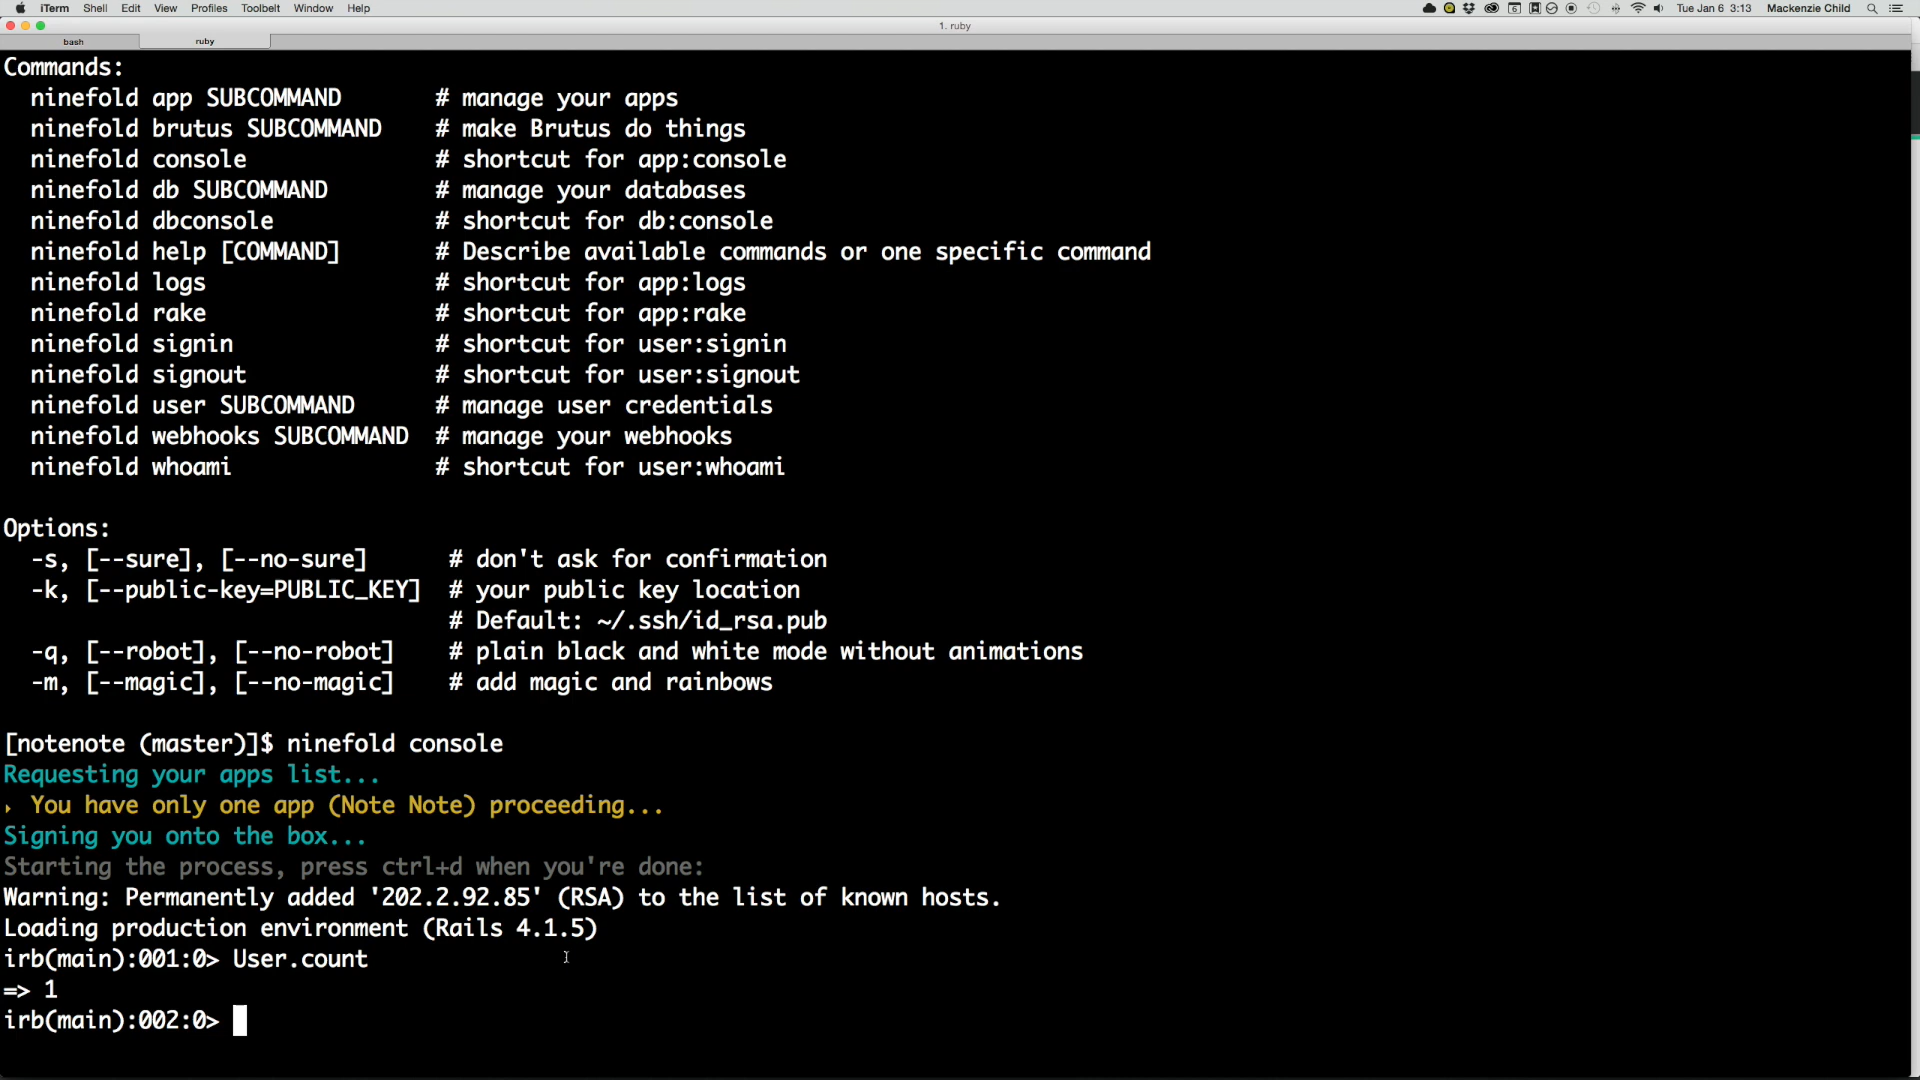 iTerm Shell Edit View Profiles Toolbelt Window Help
Tue Jan 6 3:13 Mackenzie Child
1. ruby
bash
ruby
Commands:
ninefold app SUBCOMMAND # manage your apps
ninefold brutus SUBCOMMAND # make Brutus do things
ninefold console # shortcut for app:console
ninefold db SUBCOMMAND # manage your databases
ninefold dbconsole # shortcut for db:console
ninefold help [COMMAND] # Describe available commands or one specific command
ninefold logs # shortcut for app:logs
ninefold rake # shortcut for app:rake
ninefold signin # shortcut for user:signin
ninefold signout # shortcut for user:signout
ninefold user SUBCOMMAND # manage user credentials
ninefold webhooks SUBCOMMAND # manage your webhooks
ninefold whoami # shortcut for user:whoami
Options:
-s, [--sure], [--no-sure] # don't ask for confirmation
-k, [--public-key=PUBLIC_KEY] # your public key location
# Default: ~/.ssh/id_rsa.pub
-q, [--robot], [--no-robot] # plain black and white mode without animations
-m, [--magic], [--no-magic] # add magic and rainbows
[notenote (master)]$ ninefold console
Requesting your apps list...
‣ You have only one app (Note Note) proceeding...
Signing you onto the box...
Starting the process, press ctrl+d when you're done:
Warning: Permanently added '202.2.92.85' (RSA) to the list of known hosts.
Loading production environment (Rails 4.1.5)
irb(main):001:0> User.count
=> 1
irb(main):002:0>